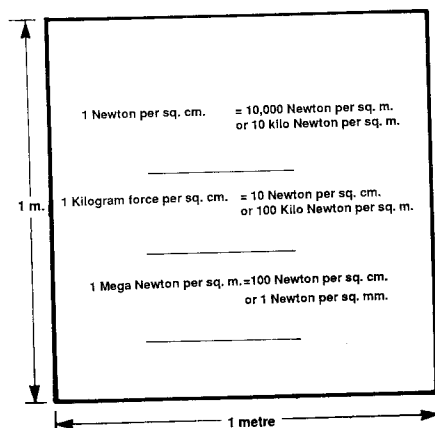 1 Newton per sq. cm. = 10,000 Newton per sq. m.
or 10 kilo Newton per sq. m.
1 m.
1 Kilogram force per sq. cm. = 10 Newton per sq. cm.
or 100 Kilo Newton per sq. m.
1 Mega Newton per sq. m.=100 Newton per sq. cm.
or 1 Newton per sq. mm.
1 metre